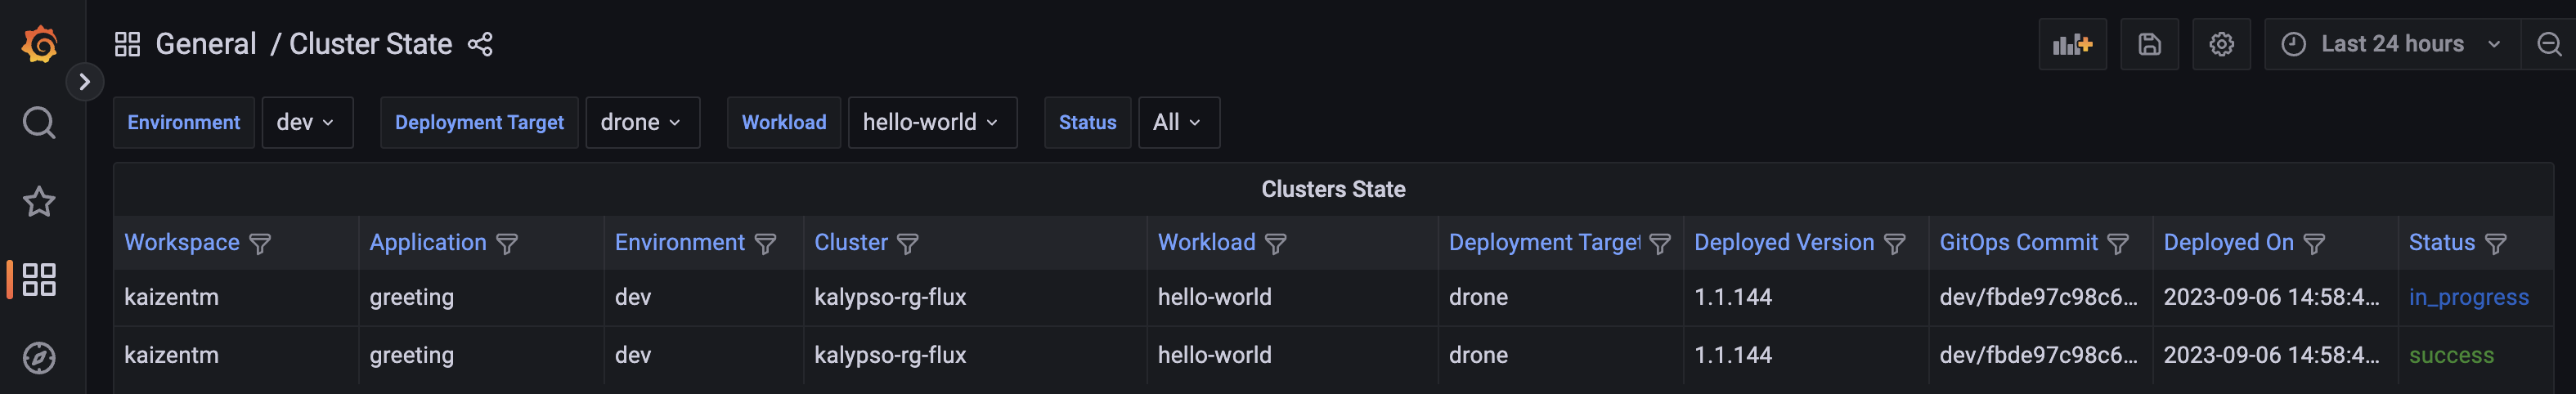 General / Cluster State
Last 24 hours
Environment dev Deployment Target drone Workload hello-world Status All
Clusters State
Workspace Application Environment Cluster Workload Deployment Target Deployed Version GitOps Commit Deployed On Status
kaizentm greeting dev kalypso-rg-flux hello-world drone 1.1.144 dev/fbde97c98c6... 2023-09-06 14:58:4... in_progress
kaizentm greeting dev kalypso-rg-flux hello-world drone 1.1.144 dev/fbde97c98c6... 2023-09-06 14:58:4... success